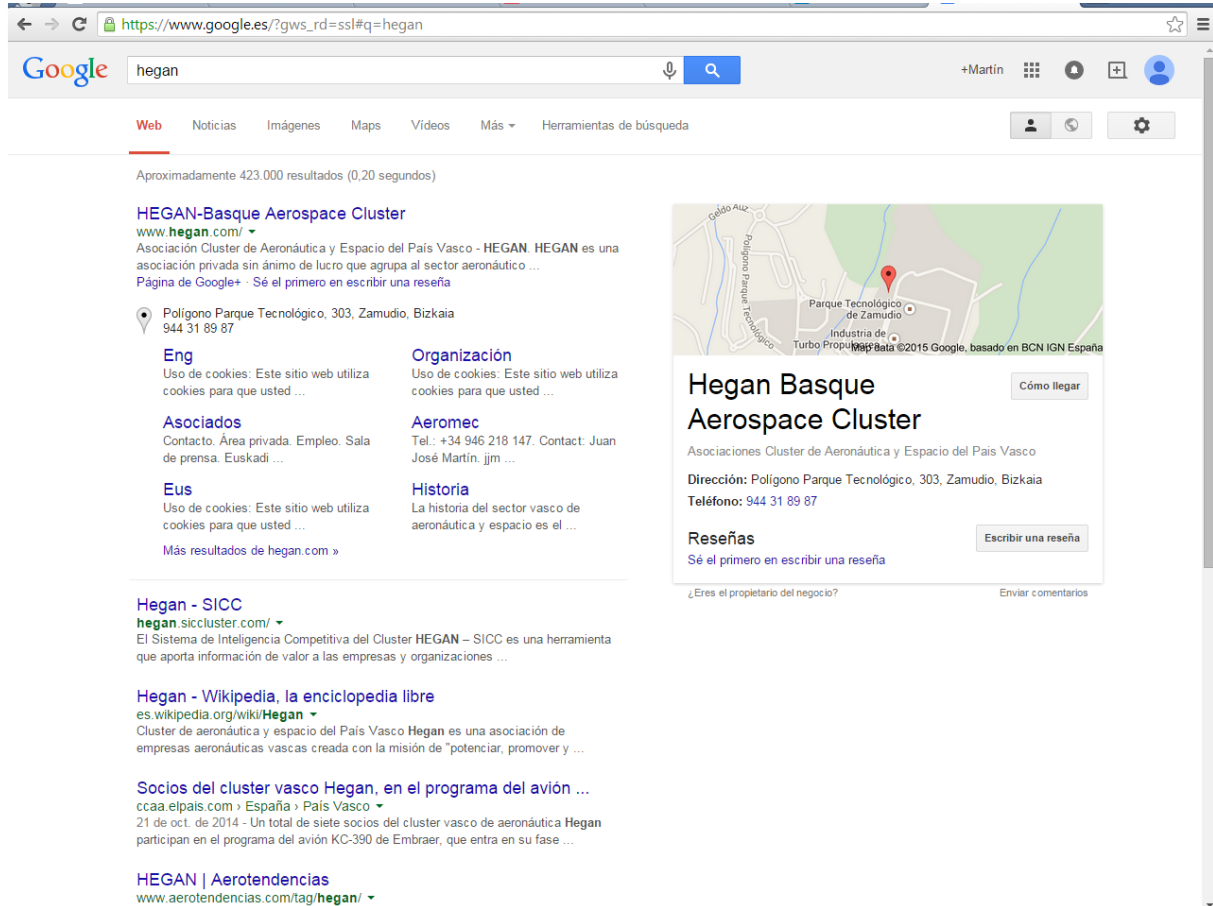 https://www.google.es/?gws_rd=ssl#q=hegan
Google
hegan
+Martín
Web Noticias Imágenes Maps Vídeos Más Herramientas de búsqueda
Aproximadamente 423.000 resultados (0,20 segundos)
HEGAN-Basque Aerospace Cluster
www.hegan.com/
Asociación Cluster de Aeronáutica y Espacio del País Vasco - HEGAN. HEGAN es una
asociación privada sin ánimo de lucro que agrupa al sector aeronáutico ...
Página de Google+ · Sé el primero en escribir una reseña
Polígono Parque Tecnológico, 303, Zamudio, Bizkaia
944 31 89 87
Eng
Uso de cookies: Este sitio web utiliza
cookies para que usted ...
Organización
Uso de cookies: Este sitio web utiliza
cookies para que usted ...
Asociados
Contacto. Área privada. Empleo. Sala
de prensa. Euskadi ...
Aeromec
Tel.: +34 946 218 147. Contact: Juan
José Martín. jjm ...
Eus
Uso de cookies: Este sitio web utiliza
cookies para que usted ...
Historia
La historia del sector vasco de
aeronáutica y espacio es el ...
Más resultados de hegan.com »
Hegan - SICC
hegan.siccluster.com/
El Sistema de Inteligencia Competitiva del Cluster HEGAN – SICC es una herramienta
que aporta información de valor a las empresas y organizaciones ...
Hegan - Wikipedia, la enciclopedia libre
es.wikipedia.org/wiki/Hegan
Cluster de aeronáutica y espacio del País Vasco Hegan es una asociación de
empresas aeronáuticas vascas creada con la misión de "potenciar, promover y ...
Socios del cluster vasco Hegan, en el programa del avión ...
ccaa.elpais.com › España › País Vasco
21 de oct. de 2014 - Un total de siete socios del cluster vasco de aeronáutica Hegan
participan en el programa del avión KC-390 de Embraer, que entra en su fase ...
HEGAN | Aerotendencias
www.aerotendencias.com/tag/hegan/
Geldo Auz.
Polígono Parque Tecnológico
Parque Tecnológico
de Zamudio
Industria de
Turbo Propulsores
Map data ©2015 Google, basado en BCN IGN España
Hegan Basque
Aerospace Cluster
Cómo llegar
Asociaciones Cluster de Aeronáutica y Espacio del Pais Vasco
Dirección: Polígono Parque Tecnológico, 303, Zamudio, Bizkaia
Teléfono: 944 31 89 87
Reseñas
Escribir una reseña
Sé el primero en escribir una reseña
¿Eres el propietario del negocio?
Enviar comentarios